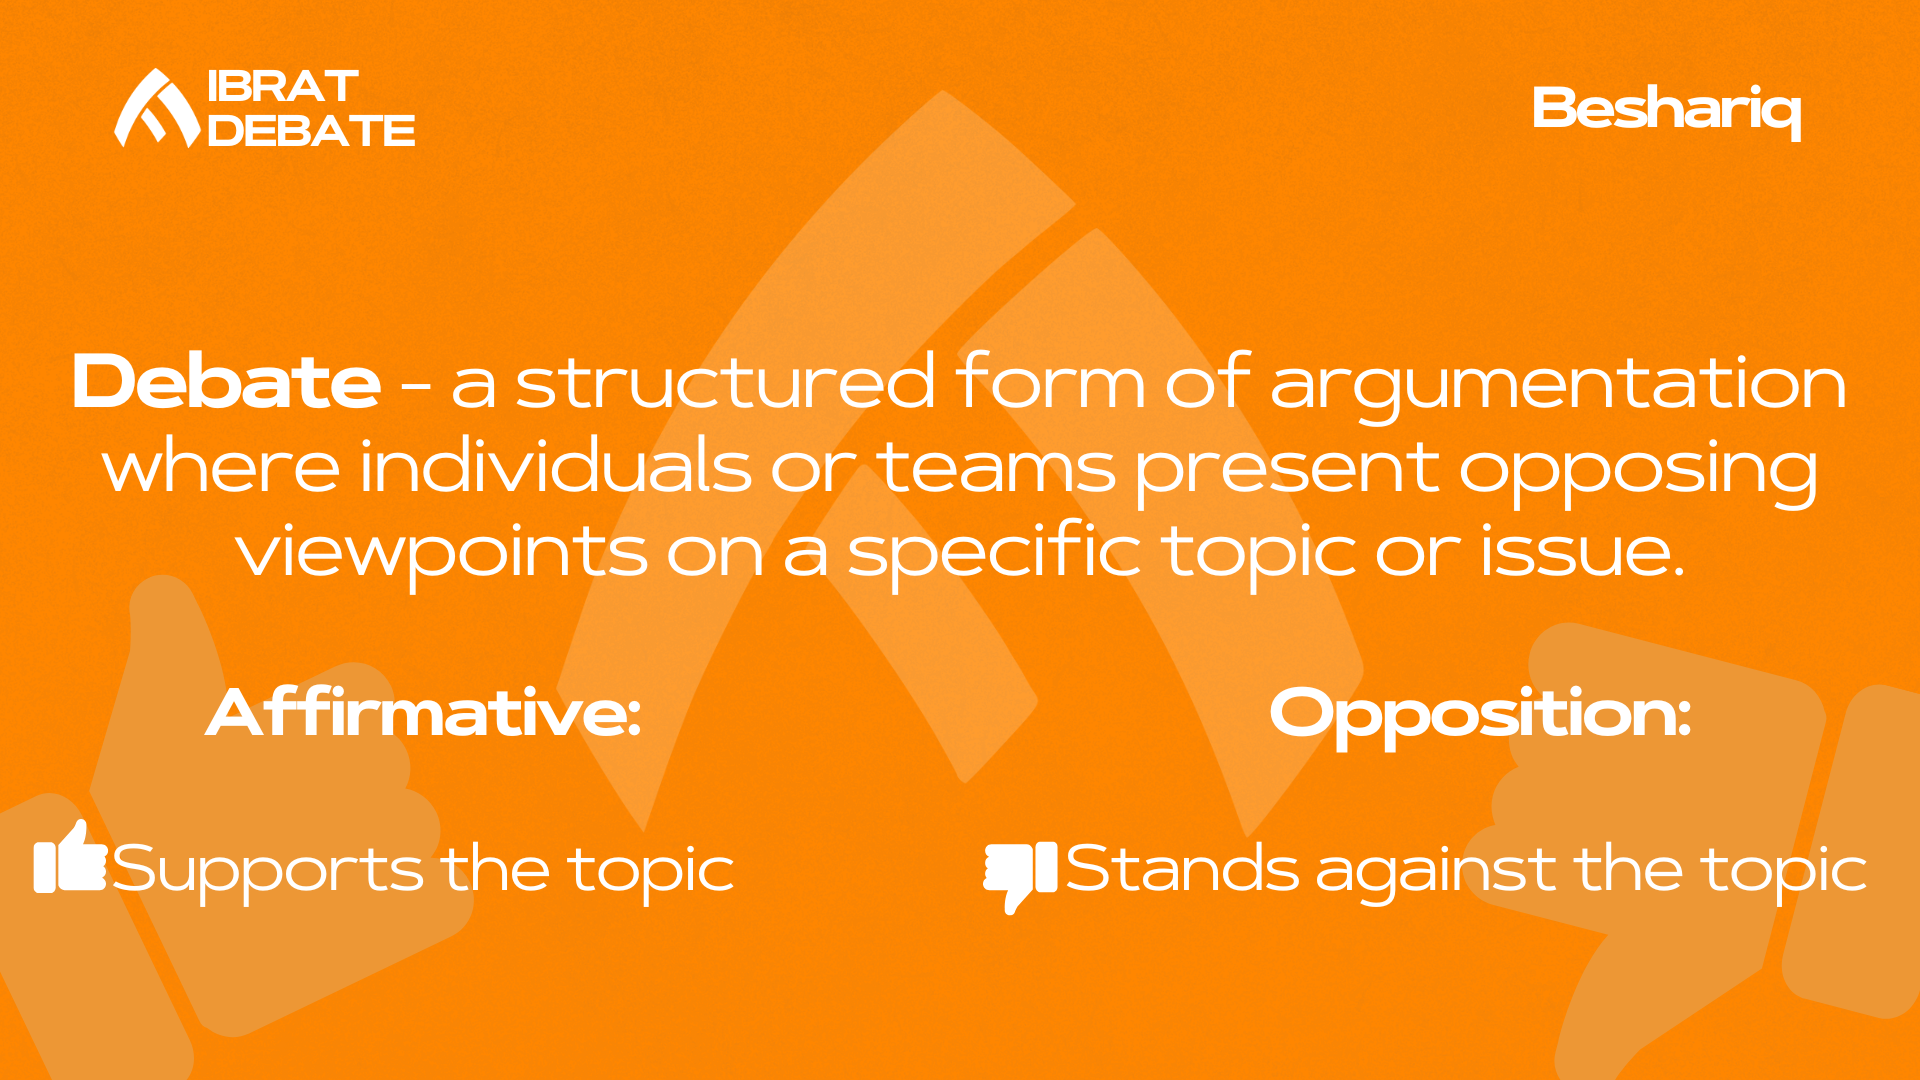 IBRAT
DEBATE
Beshariq
Debate - a structured form of argumentation
where individuals or teams present opposing
viewpoints on a specific topic or issue.
Affirmative:
Opposition:
Supports the topic
Stands against the topic